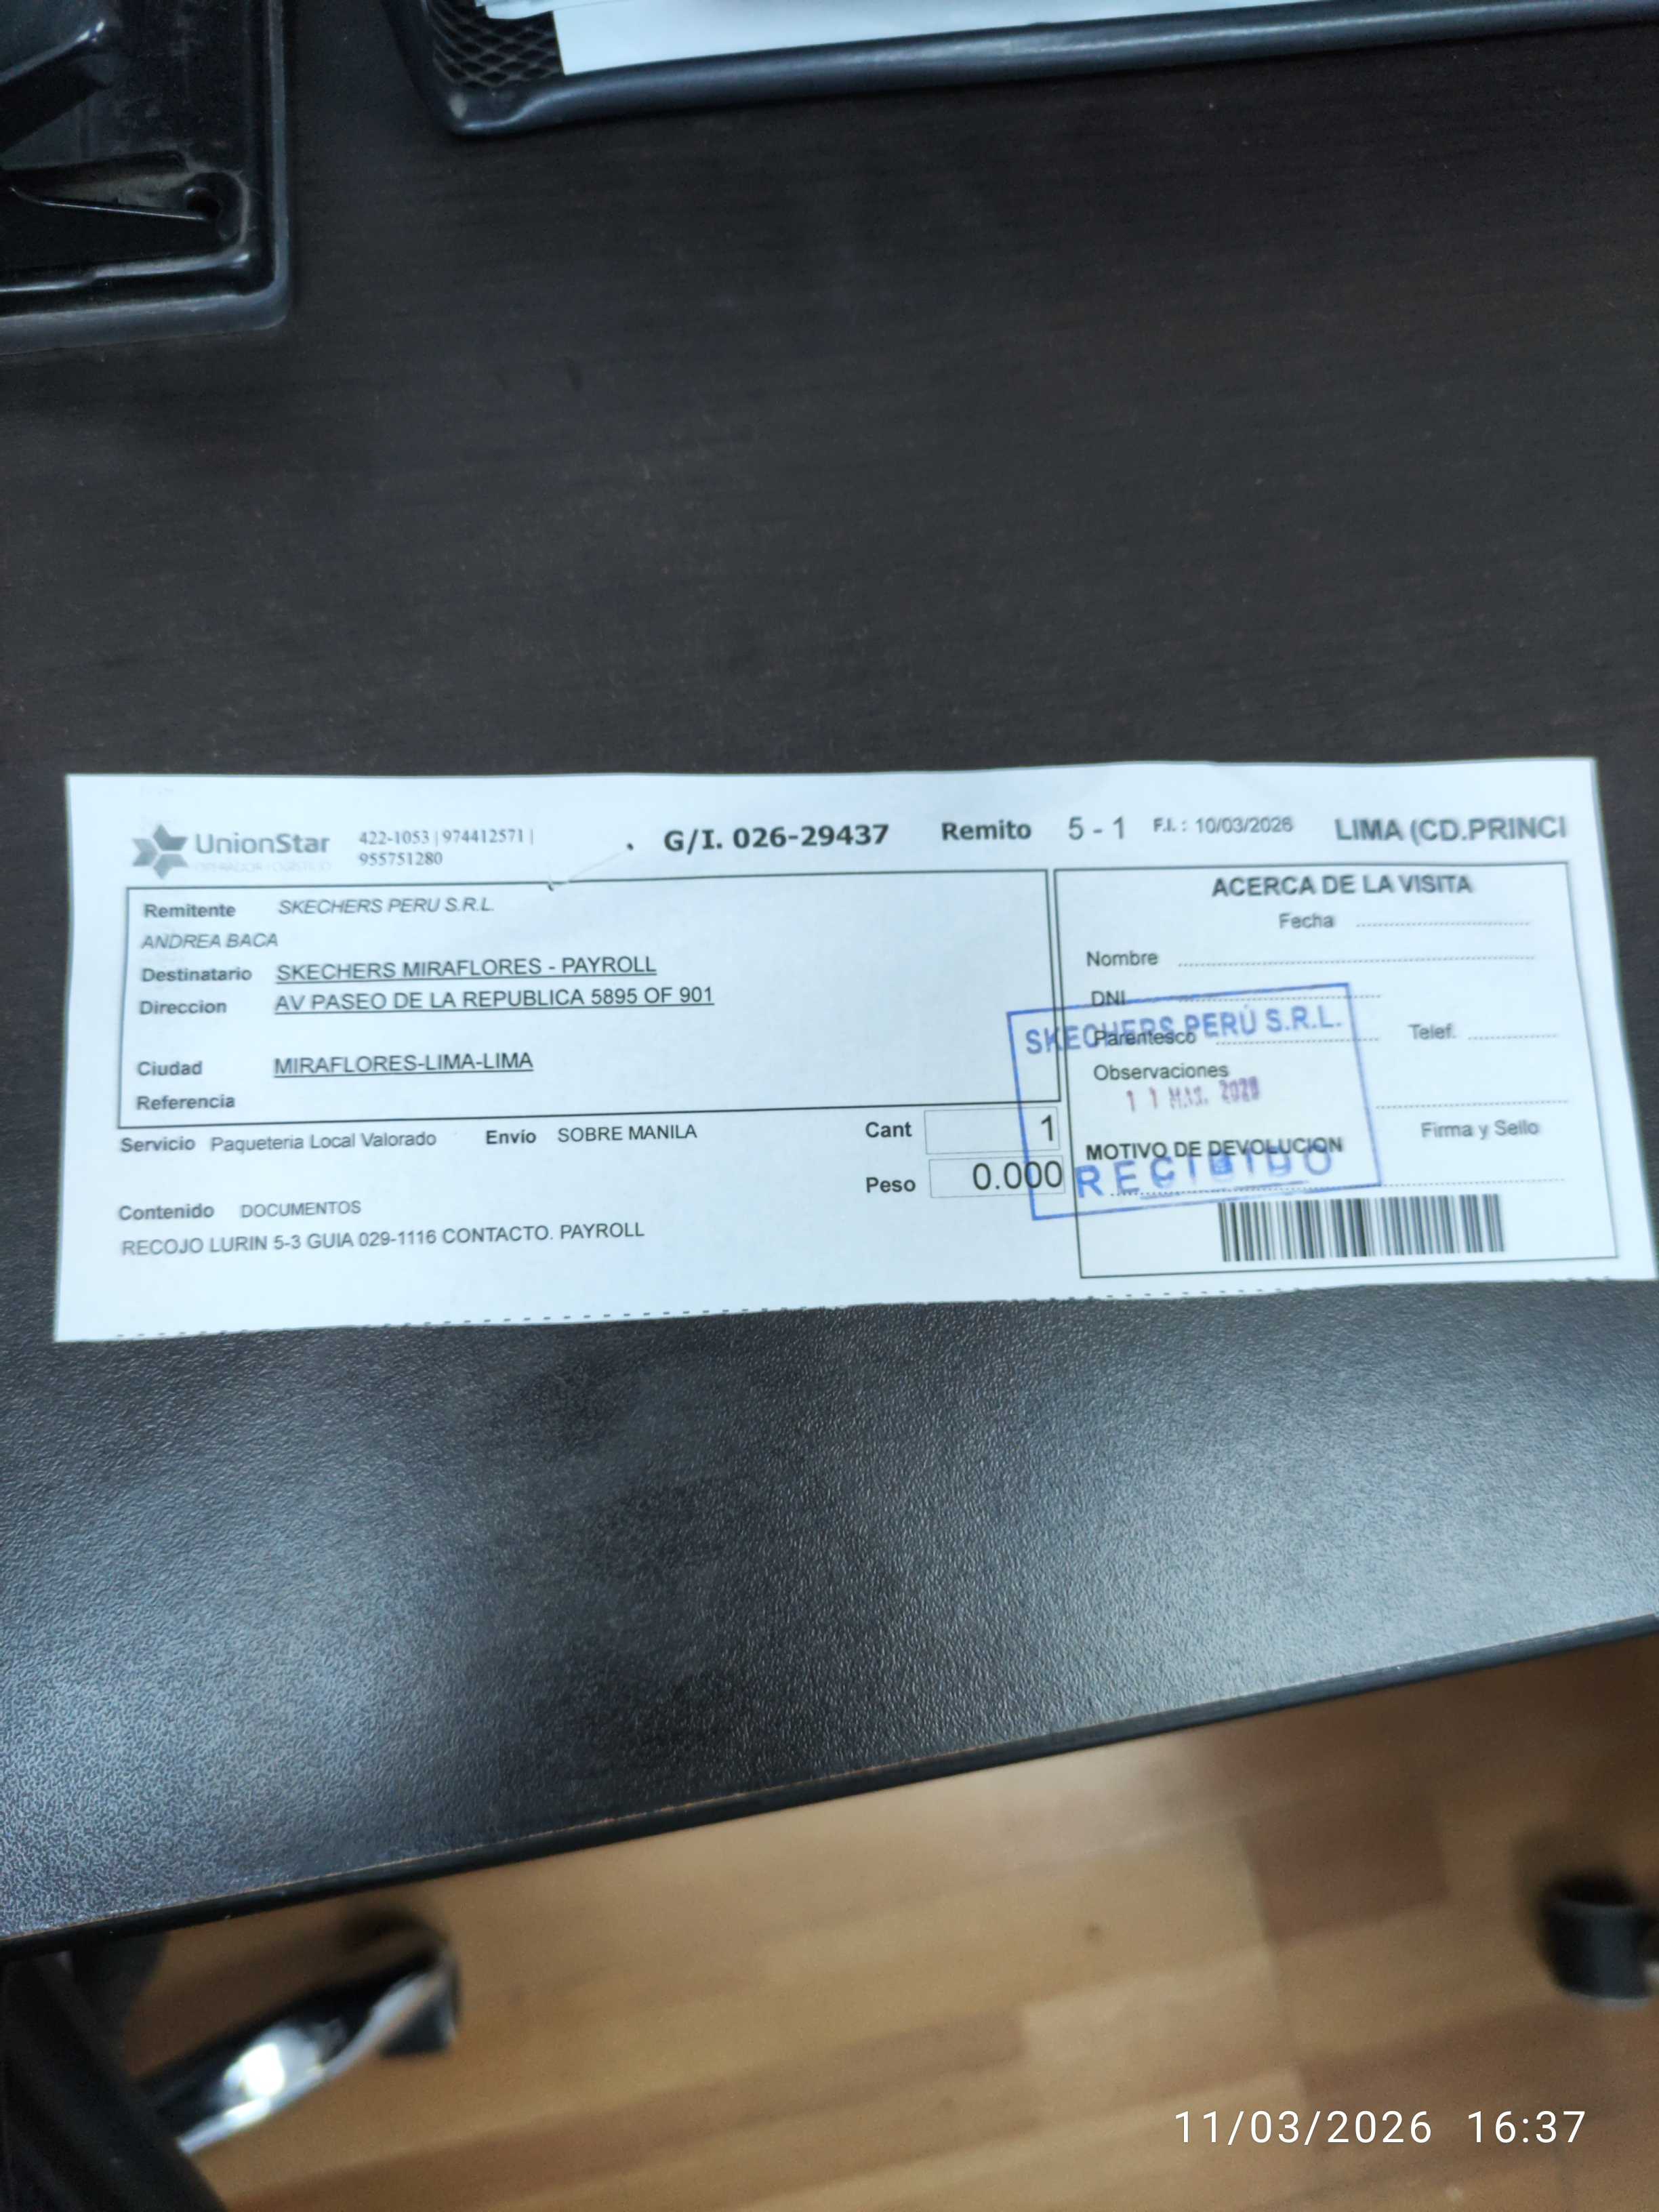 UnionStar
422-1053 | 974412571 |
955751280
G/I. 026-29437 Remito 5 - 1 F.I. : 10/03/2026 LIMA (CD.PRINCI
Remitente SKECHERS PERU S.R.L.
ANDREA BACA
Destinatario SKECHERS MIRAFLORES - PAYROLL
Direccion AV PASEO DE LA REPUBLICA 5895 OF 901
Ciudad MIRAFLORES-LIMA-LIMA
Referencia
Servicio Paqueteria Local Valorado Envio SOBRE MANILA Cant 1
Peso 0.000
Contenido DOCUMENTOS
RECOJO LURIN 5-3 GUIA 029-1116 CONTACTO. PAYROLL
ACERCA DE LA VISITA
Fecha
Nombre
DNI
Parentesco Telef.
Observaciones
Firma y Sello
MOTIVO DE DEVOLUCION
SKECHERS PERÚ S.R.L.
11
RECIBIDO
11/03/2026 16:37